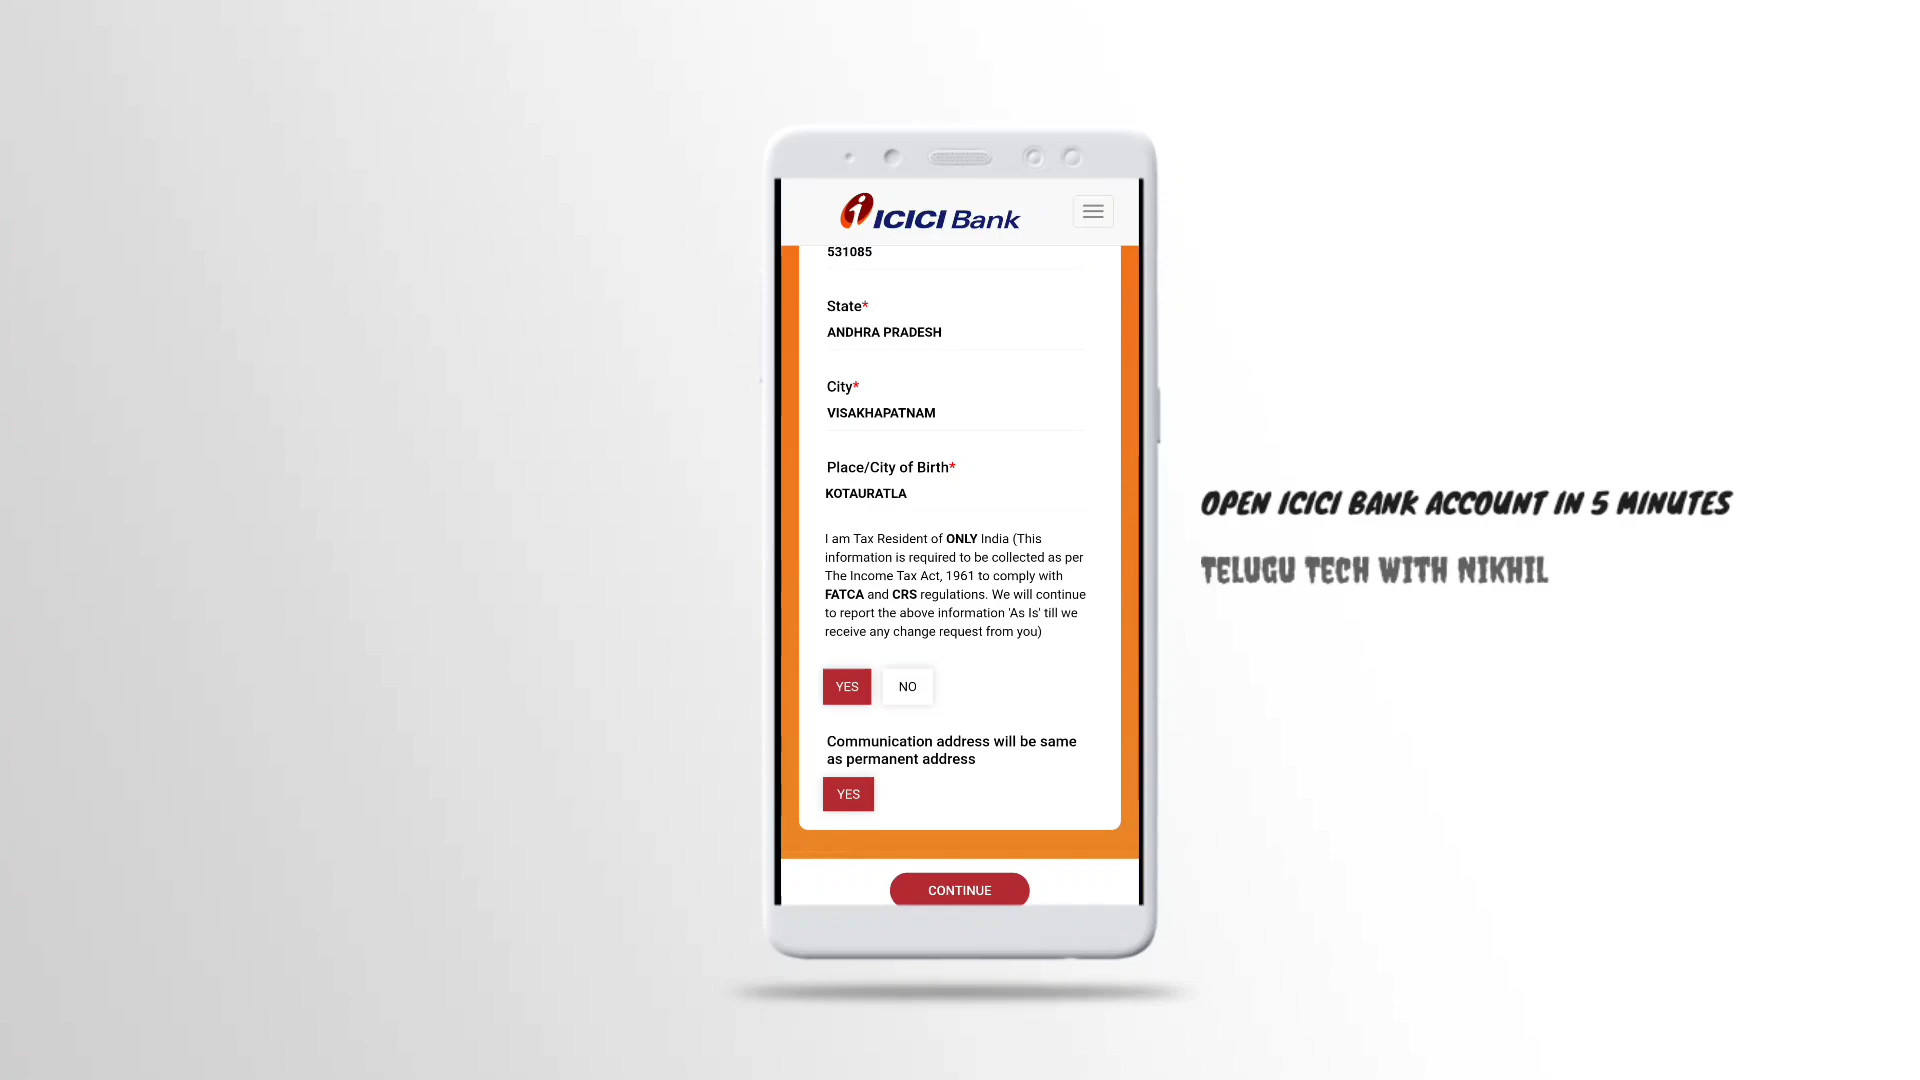 ICICI Bank
531085
State*
ANDHRA PRADESH
City*
VISAKHAPATNAM
Place/City of Birth*
KOTAURATLA
I am Tax Resident of ONLY India (This
information is required to be collected as per
The Income Tax Act, 1961 to comply with
FATCA and CRS regulations. We will continue
to report the above information 'As Is' till we
receive any change request from you)
YES NO
Communication address will be same
as permanent address
YES
CONTINUE
OPEN ICICI BANK ACCOUNT IN 5 MINUTES
TELUGU TECH WITH NIKHIL